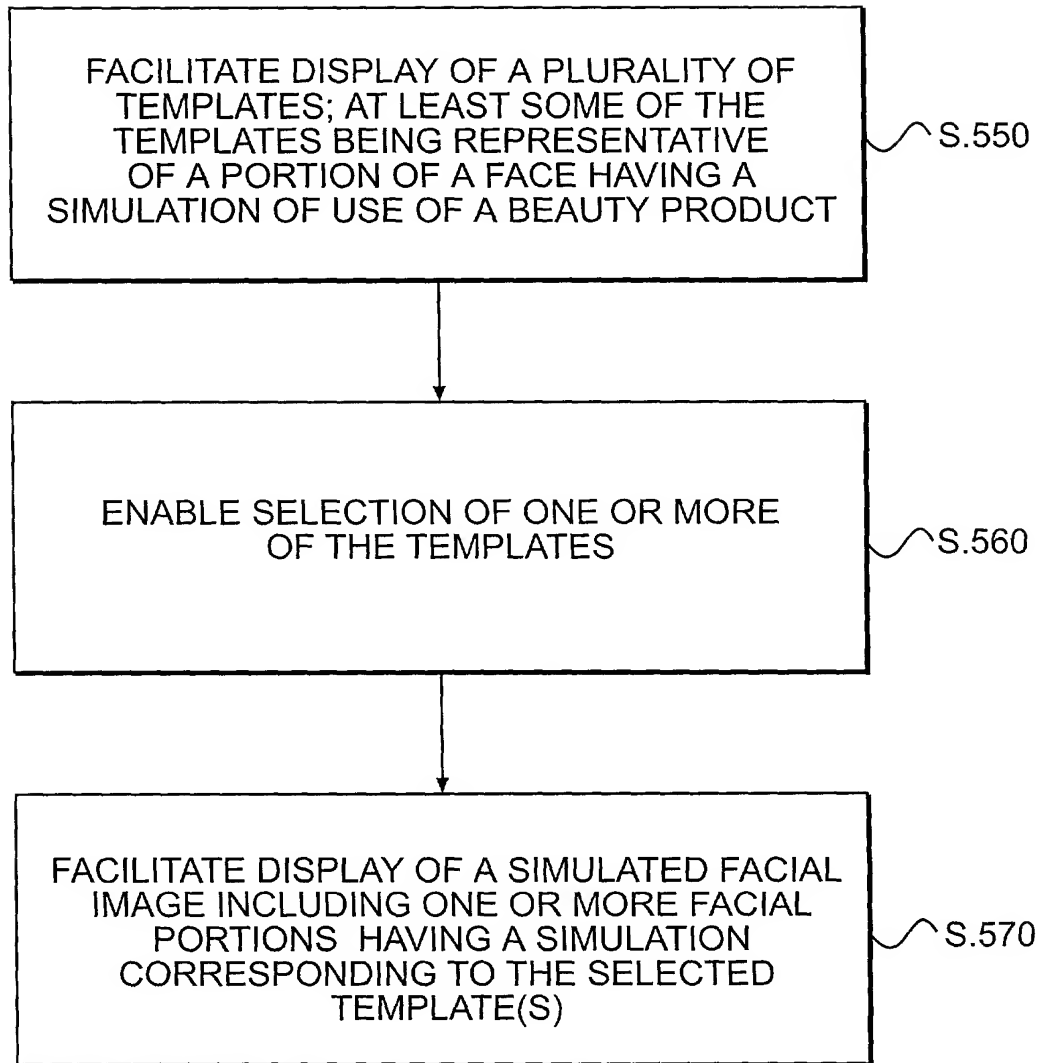 FACILITATE DISPLAY OF A PLURALITY OF
TEMPLATES; AT LEAST SOME OF THE
TEMPLATES BEING REPRESENTATIVE
OF A PORTION OF A FACE HAVING A
SIMULATION OF USE OF A BEAUTY PRODUCT
S.550
ENABLE SELECTION OF ONE OR MORE
OF THE TEMPLATES
S.560
FACILITATE DISPLAY OF A SIMULATED FACIAL
IMAGE INCLUDING ONE OR MORE FACIAL
PORTIONS HAVING A SIMULATION
CORRESPONDING TO THE SELECTED
TEMPLATE(S)
S.570